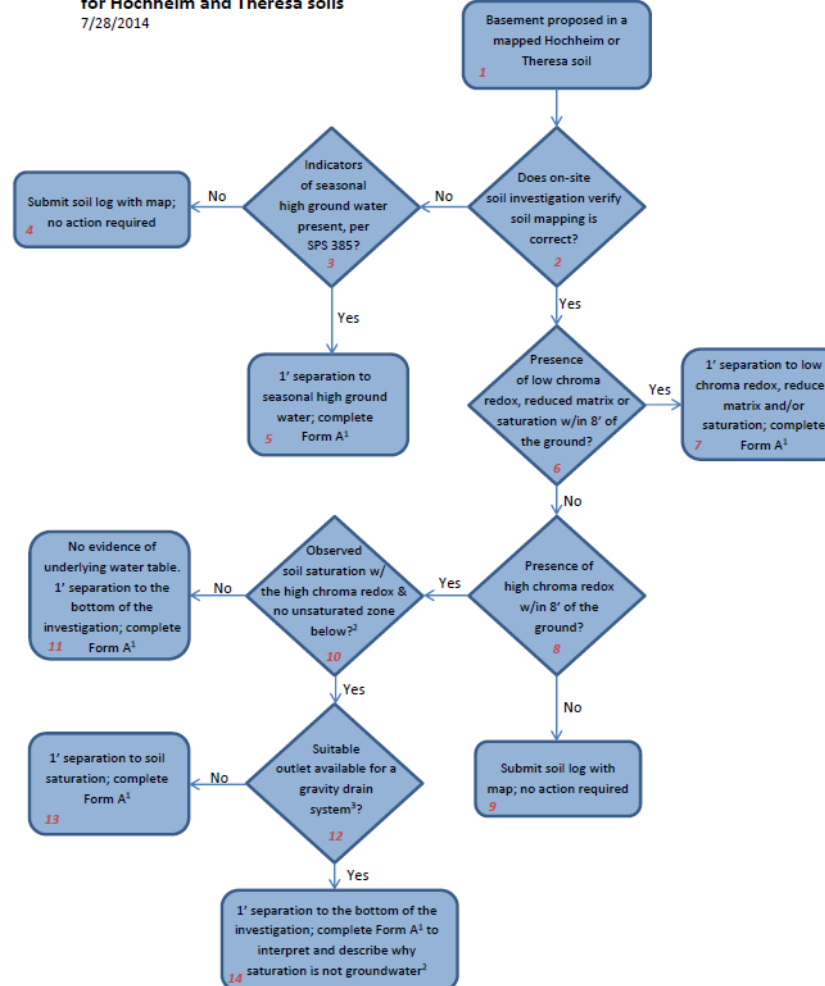 for Hochheim and Theresa soils
7/28/2014
Basement proposed in a
mapped Hochheim or
Theresa soil
1
Does on-site
soil investigation verify
soil mapping is
correct?
2
No
Yes
Indicators
of seasonal
high ground water
present, per
SPS 385?
3
No
Yes
Submit soil log with map;
no action required
4
1’ separation to
seasonal high ground
water; complete
Form A¹
5
Presence
of low chroma
redox, reduced matrix or
saturation w/in 8’ of
the ground?
6
Yes
No
1’ separation to low
chroma redox, reduce
matrix and/or
saturation; complete
Form A¹
7
Presence of
high chroma redox
w/in 8’ of the
ground?
8
Yes
No
Submit soil log with
map; no action required
9
Observed
soil saturation w/
the high chroma redox &
no unsaturated zone
below?²
10
No
Yes
No evidence of
underlying water table.
1’ separation to the
bottom of the
investigation; complete
Form A¹
11
Suitable
outlet available for a
gravity drain
system³?
12
No
Yes
1’ separation to soil
saturation; complete
Form A¹
13
1’ separation to the bottom of the
investigation; complete Form A¹ to
interpret and describe why
saturation is not groundwater²
14